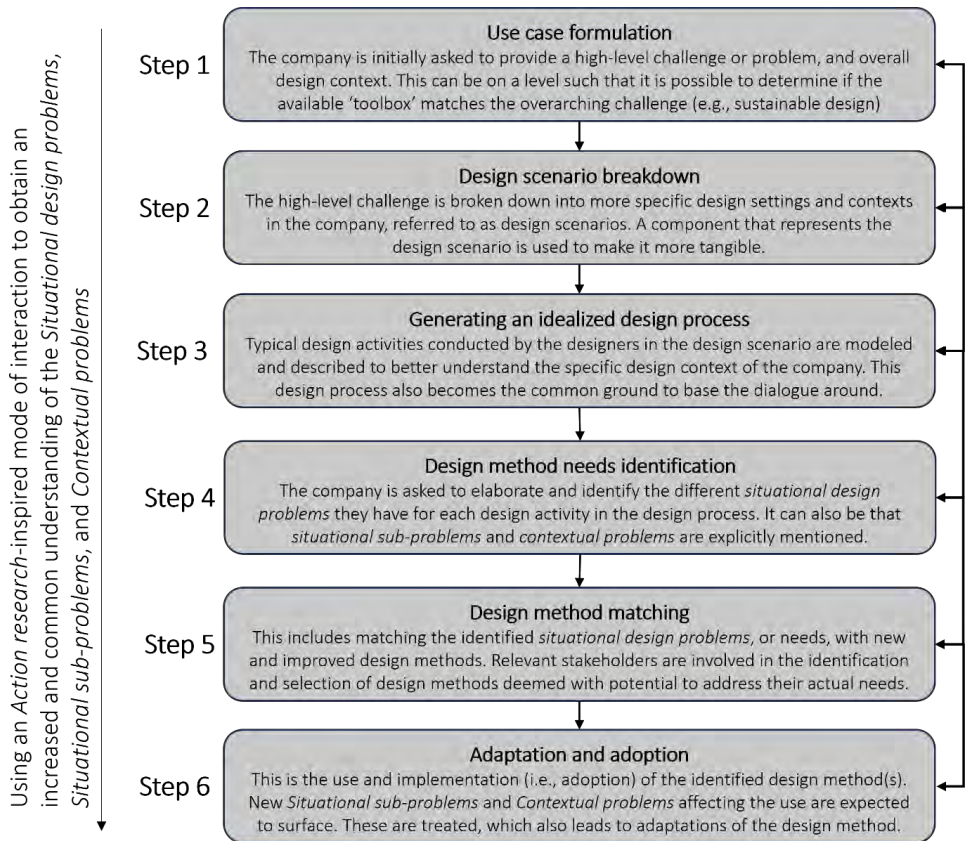 Using an Action research-inspired mode of interaction to obtain an
increased and common understanding of the Situational design problems,
Situational sub-problems, and Contextual problems
Step 1
Use case formulation
The company is initially asked to provide a high-level challenge or problem, and overall
design context. This can be on a level such that it is possible to determine if the
available ‘toolbox’ matches the overarching challenge (e.g., sustainable design)
Step 2
Design scenario breakdown
The high-level challenge is broken down into more specific design settings and contexts
in the company, referred to as design scenarios. A component that represents the
design scenario is used to make it more tangible.
Step 3
Generating an idealized design process
Typical design activities conducted by the designers in the design scenario are modeled
and described to better understand the specific design context of the company. This
design process also becomes the common ground to base the dialogue around.
Step 4
Design method needs identification
The company is asked to elaborate and identify the different situational design
problems they have for each design activity in the design process. It can also be that
situational sub-problems and contextual problems are explicitly mentioned.
Step 5
Design method matching
This includes matching the identified situational design problems, or needs, with new
and improved design methods. Relevant stakeholders are involved in the identification
and selection of design methods deemed with potential to address their actual needs.
Step 6
Adaptation and adoption
This is the use and implementation (i.e., adoption) of the identified design method(s).
New Situational sub-problems and Contextual problems affecting the use are expected
to surface. These are treated, which also leads to adaptations of the design method.